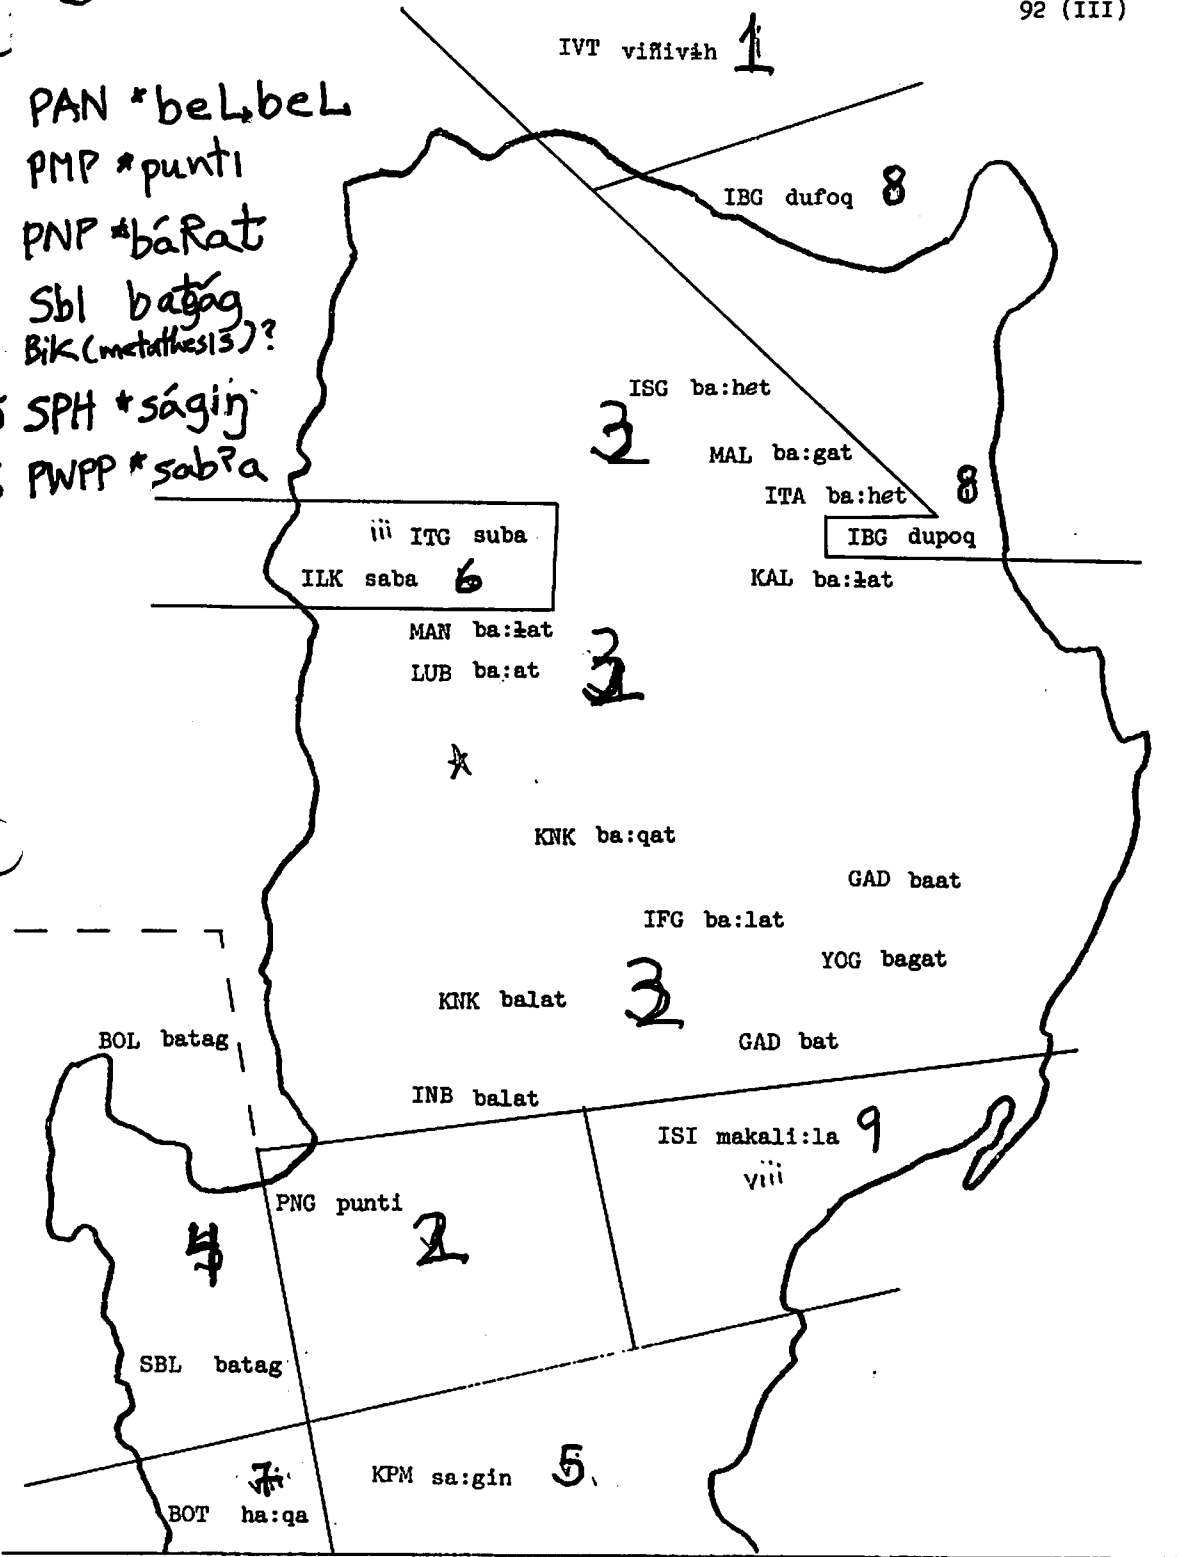 92 (III)
IVT viñivɨh 1
PAN *beLbeL
PMP *punti
PNP *báRat
Sbl batág
Bik (metathesis)?
SPH *ságiŋ
PWPP *sabʔa
IBG dufoq 8
ISG ba:het
3
MAL ba:gat
ITA ba:het 8
iii ITG suba
IBG dupoq
ILK saba 6
KAL ba:ɫat
MAN ba:ɫat
LUB ba:at 3
KNK ba:qat
GAD baat
IFG ba:lat
YOG bagat
KNK balat 3
BOL batag
GAD bat
INB balat
ISI makali:la 9
viii
PNG punti 2
4
SBL batag
7
KPM sa:gin 5
BOT ha:qa